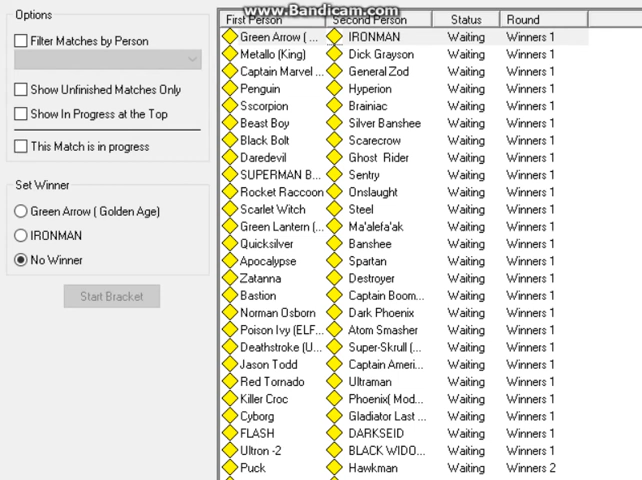 www.Bandicam.com
Options
Filter Matches by Person
Show Unfinished Matches Only
Show In Progress at the Top
This Match is in progress
Set Winner
Green Arrow ( Golden Age)
IRONMAN
No Winner
Start Bracket
First Person Second Person Status Round
Green Arrow ( ... IRONMAN Waiting Winners 1
Metallo (King) Dick Grayson Waiting Winners 1
Captain Marvel ... General Zod Waiting Winners 1
Penguin Hyperion Waiting Winners 1
Sscorpion Brainiac Waiting Winners 1
Beast Boy Silver Banshee Waiting Winners 1
Black Bolt Scarecrow Waiting Winners 1
Daredevil Ghost Rider Waiting Winners 1
SUPERMAN B... Sentry Waiting Winners 1
Rocket Raccoon Onslaught Waiting Winners 1
Scarlet Witch Steel Waiting Winners 1
Green Lantern (... Ma'alefa'ak Waiting Winners 1
Quicksilver Banshee Waiting Winners 1
Apocalypse Spartan Waiting Winners 1
Zatanna Destroyer Waiting Winners 1
Bastion Captain Boom... Waiting Winners 1
Norman Osborn Dark Phoenix Waiting Winners 1
Poison Ivy (ELF... Atom Smasher Waiting Winners 1
Deathstroke (U... Super-Skrull (... Waiting Winners 1
Jason Todd Captain Ameri... Waiting Winners 1
Red Tornado Ultraman Waiting Winners 1
Killer Croc Phoenix( Mod... Waiting Winners 1
Cyborg Gladiator Last ... Waiting Winners 1
FLASH DARKSEID Waiting Winners 1
Ultron -2 BLACK WIDO... Waiting Winners 1
Puck Hawkman Waiting Winners 2